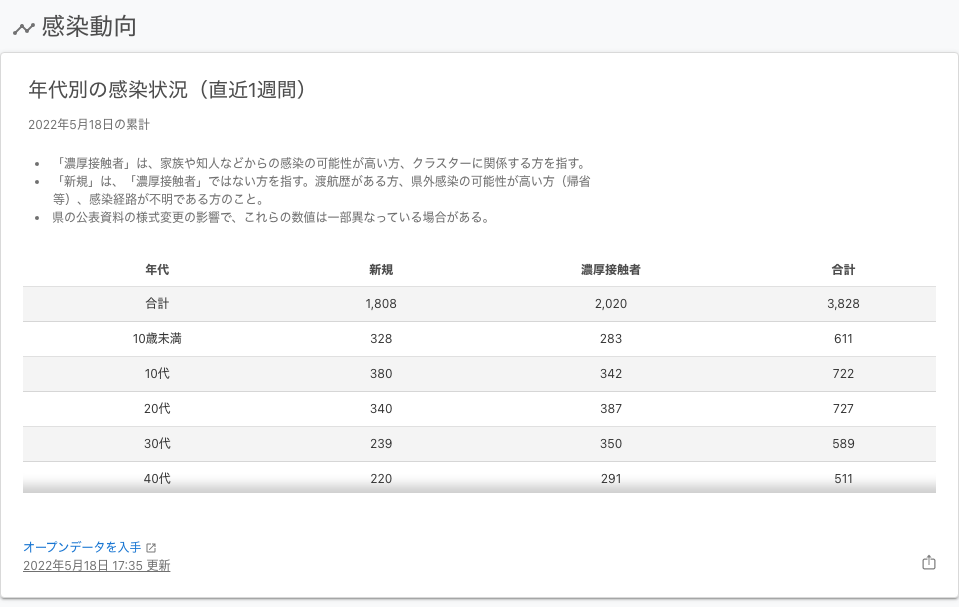 感染動向
年代別の感染状況（直近1週間）
2022年5月18日の累計
• 「濃厚接触者」は、家族や知人などからの感染の可能性が高い方、クラスターに関係する方を指す。
• 「新規」は、「濃厚接触者」ではない方を指す。渡航歴がある方、県外感染の可能性が高い方（帰省
等）、感染経路が不明である方のこと。
• 県の公表資料の様式変更の影響で、これらの数値は一部異なっている場合がある。
年代 新規 濃厚接触者 合計
合計 1,808 2,020 3,828
10歳未満 328 283 611
10代 380 342 722
20代 340 387 727
30代 239 350 589
40代 220 291 511
オープンデータを入手
2022年5月18日 17:35 更新